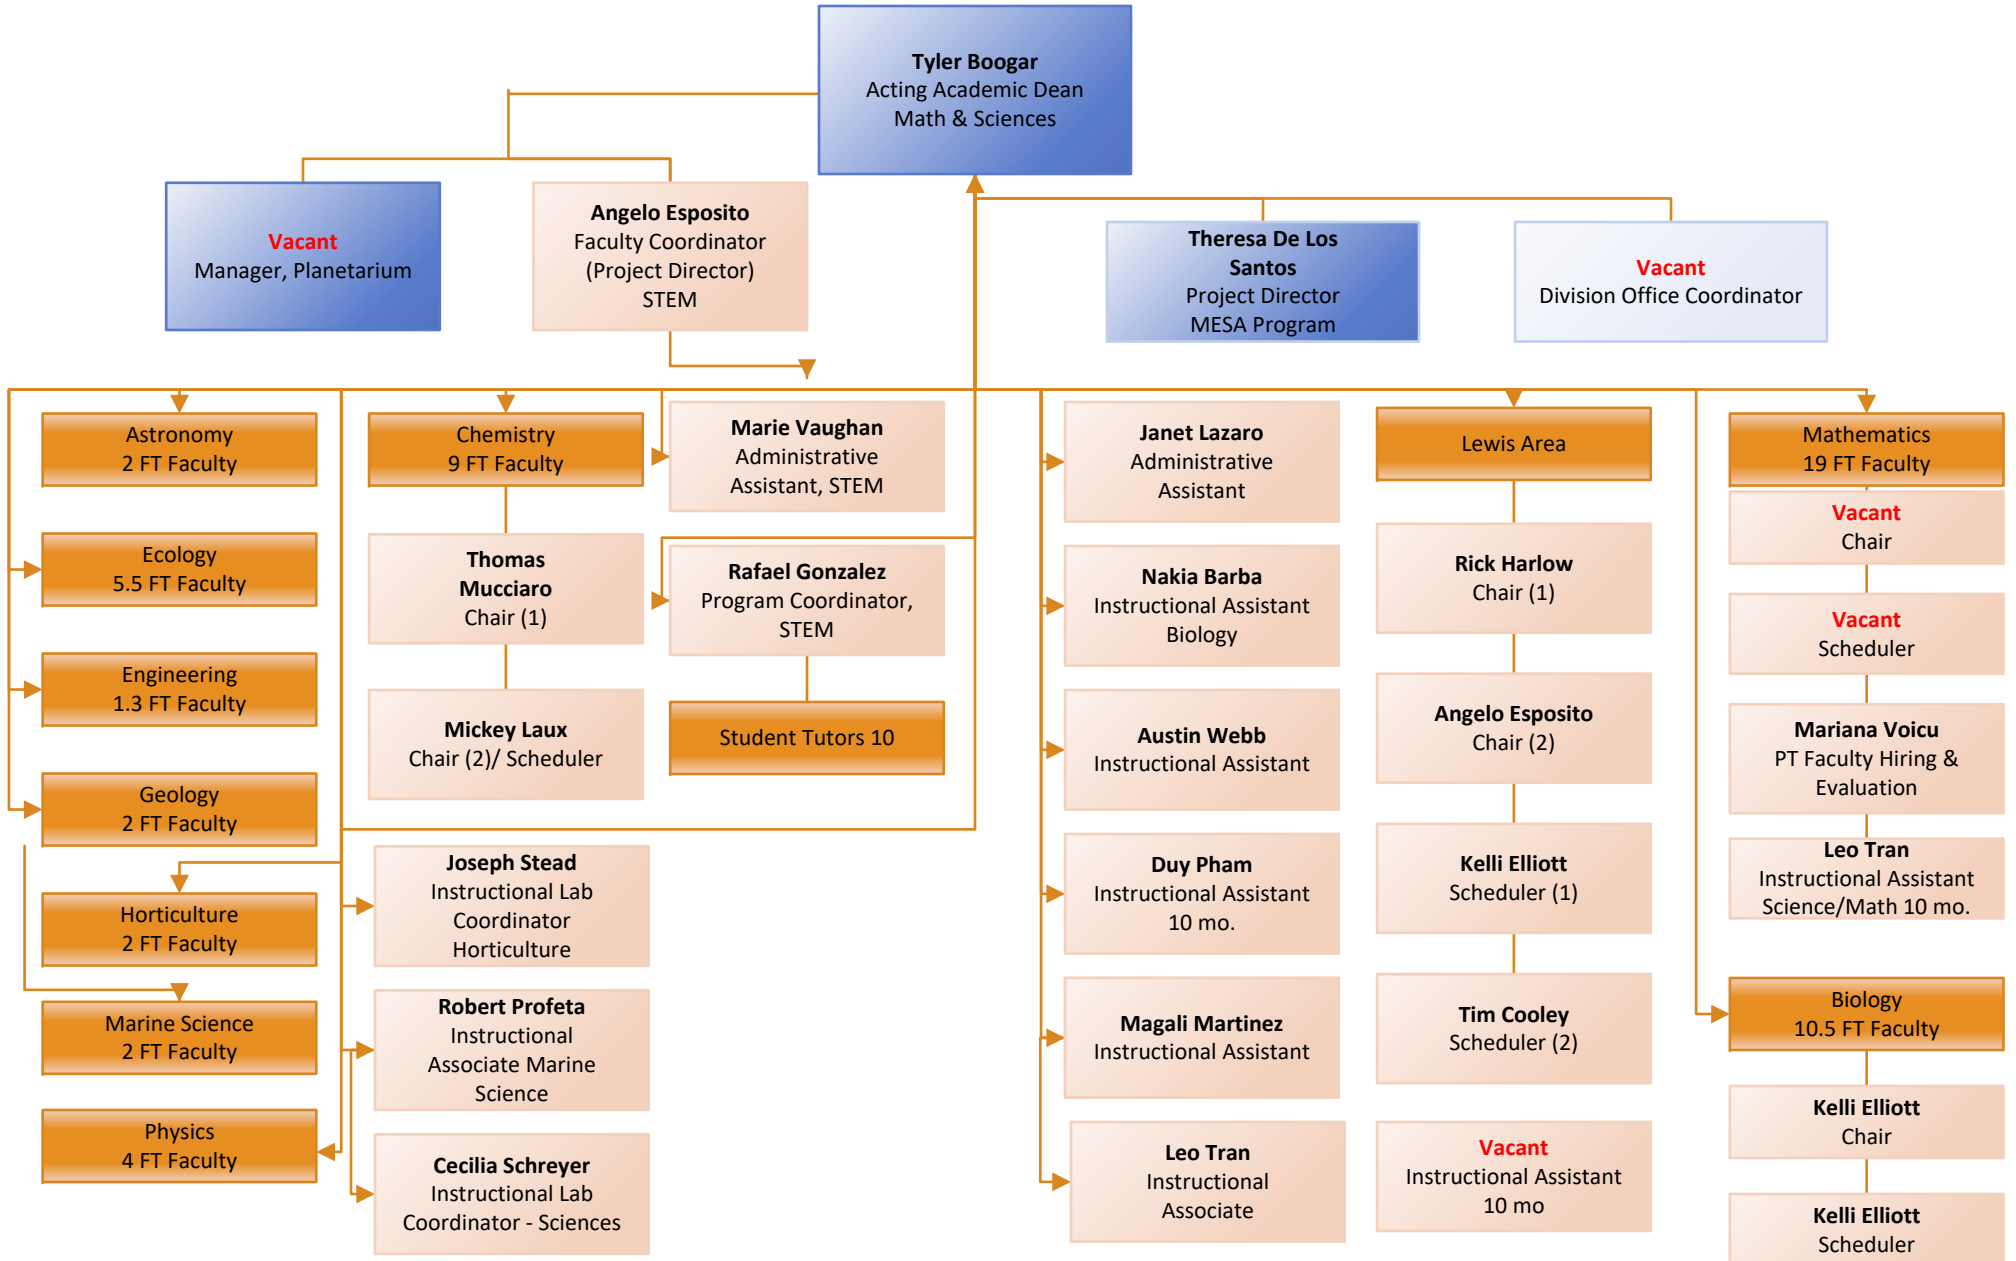 Tyler Boogar
Acting Academic Dean
Math & Sciences
Vacant
Manager, Planetarium
Angelo Esposito
Faculty Coordinator
(Project Director)
STEM
Theresa De Los
Santos
Project Director
MESA Program
Vacant
Division Office Coordinator
Astronomy
2 FT Faculty
Ecology
5.5 FT Faculty
Engineering
1.3 FT Faculty
Geology
2 FT Faculty
Horticulture
2 FT Faculty
Marine Science
2 FT Faculty
Physics
4 FT Faculty
Chemistry
9 FT Faculty
Thomas
Mucciaro
Chair (1)
Mickey Laux
Chair (2)/ Scheduler
Joseph Stead
Instructional Lab
Coordinator
Horticulture
Robert Profeta
Instructional
Associate Marine
Science
Cecilia Schreyer
Instructional Lab
Coordinator - Sciences
Marie Vaughan
Administrative
Assistant, STEM
Rafael Gonzalez
Program Coordinator,
STEM
Student Tutors 10
Janet Lazaro
Administrative
Assistant
Nakia Barba
Instructional Assistant
Biology
Austin Webb
Instructional Assistant
Duy Pham
Instructional Assistant
10 mo.
Magali Martinez
Instructional Assistant
Leo Tran
Instructional
Associate
Lewis Area
Rick Harlow
Chair (1)
Angelo Esposito
Chair (2)
Kelli Elliott
Scheduler (1)
Tim Cooley
Scheduler (2)
Vacant
Instructional Assistant
10 mo
Mathematics
19 FT Faculty
Vacant
Chair
Vacant
Scheduler
Mariana Voicu
PT Faculty Hiring &
Evaluation
Leo Tran
Instructional Assistant
Science/Math 10 mo.
Biology
10.5 FT Faculty
Kelli Elliott
Chair
Kelli Elliott
Scheduler